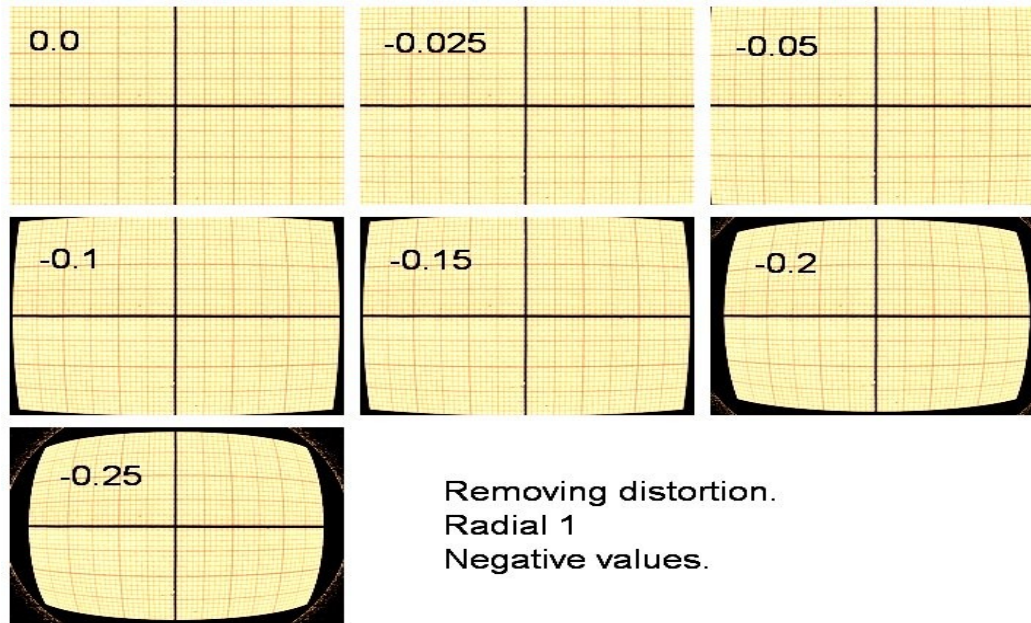 0.0
-0.025
-0.05
-0.1
-0.15
-0.2
-0.25
Removing distortion.
Radial 1
Negative values.